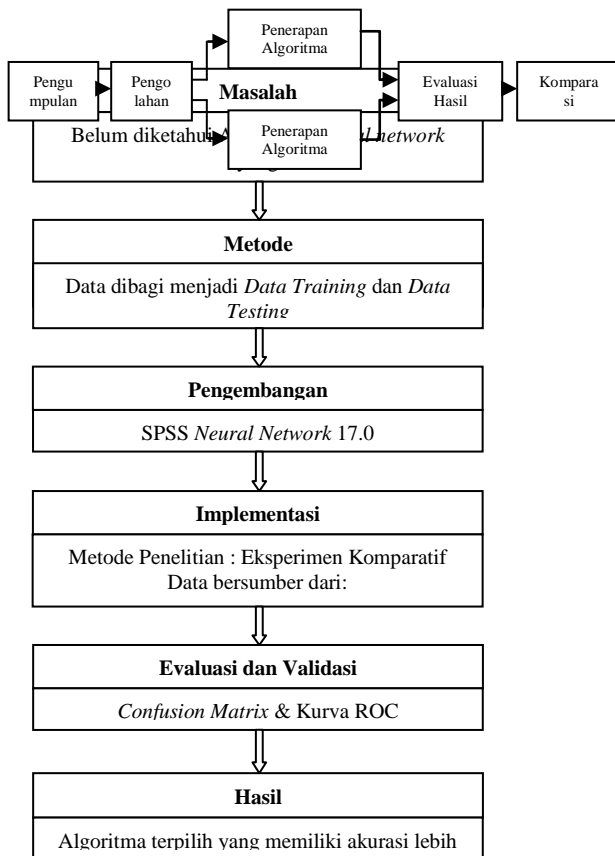 Penerapan
Algoritma
Pengu
mpulan
Pengo
lahan
Masalah
Evaluasi
Hasil
Kompara
si
Penerapan
Algoritma
Belum diketahui network
Metode
Data dibagi menjadi Data Training dan Data
Testing
Pengembangan
SPSS Neural Network 17.0
Implementasi
Metode Penelitian : Eksperimen Komparatif
Data bersumber dari:
Evaluasi dan Validasi
Confusion Matrix & Kurva ROC
Hasil
Algoritma terpilih yang memiliki akurasi lebih